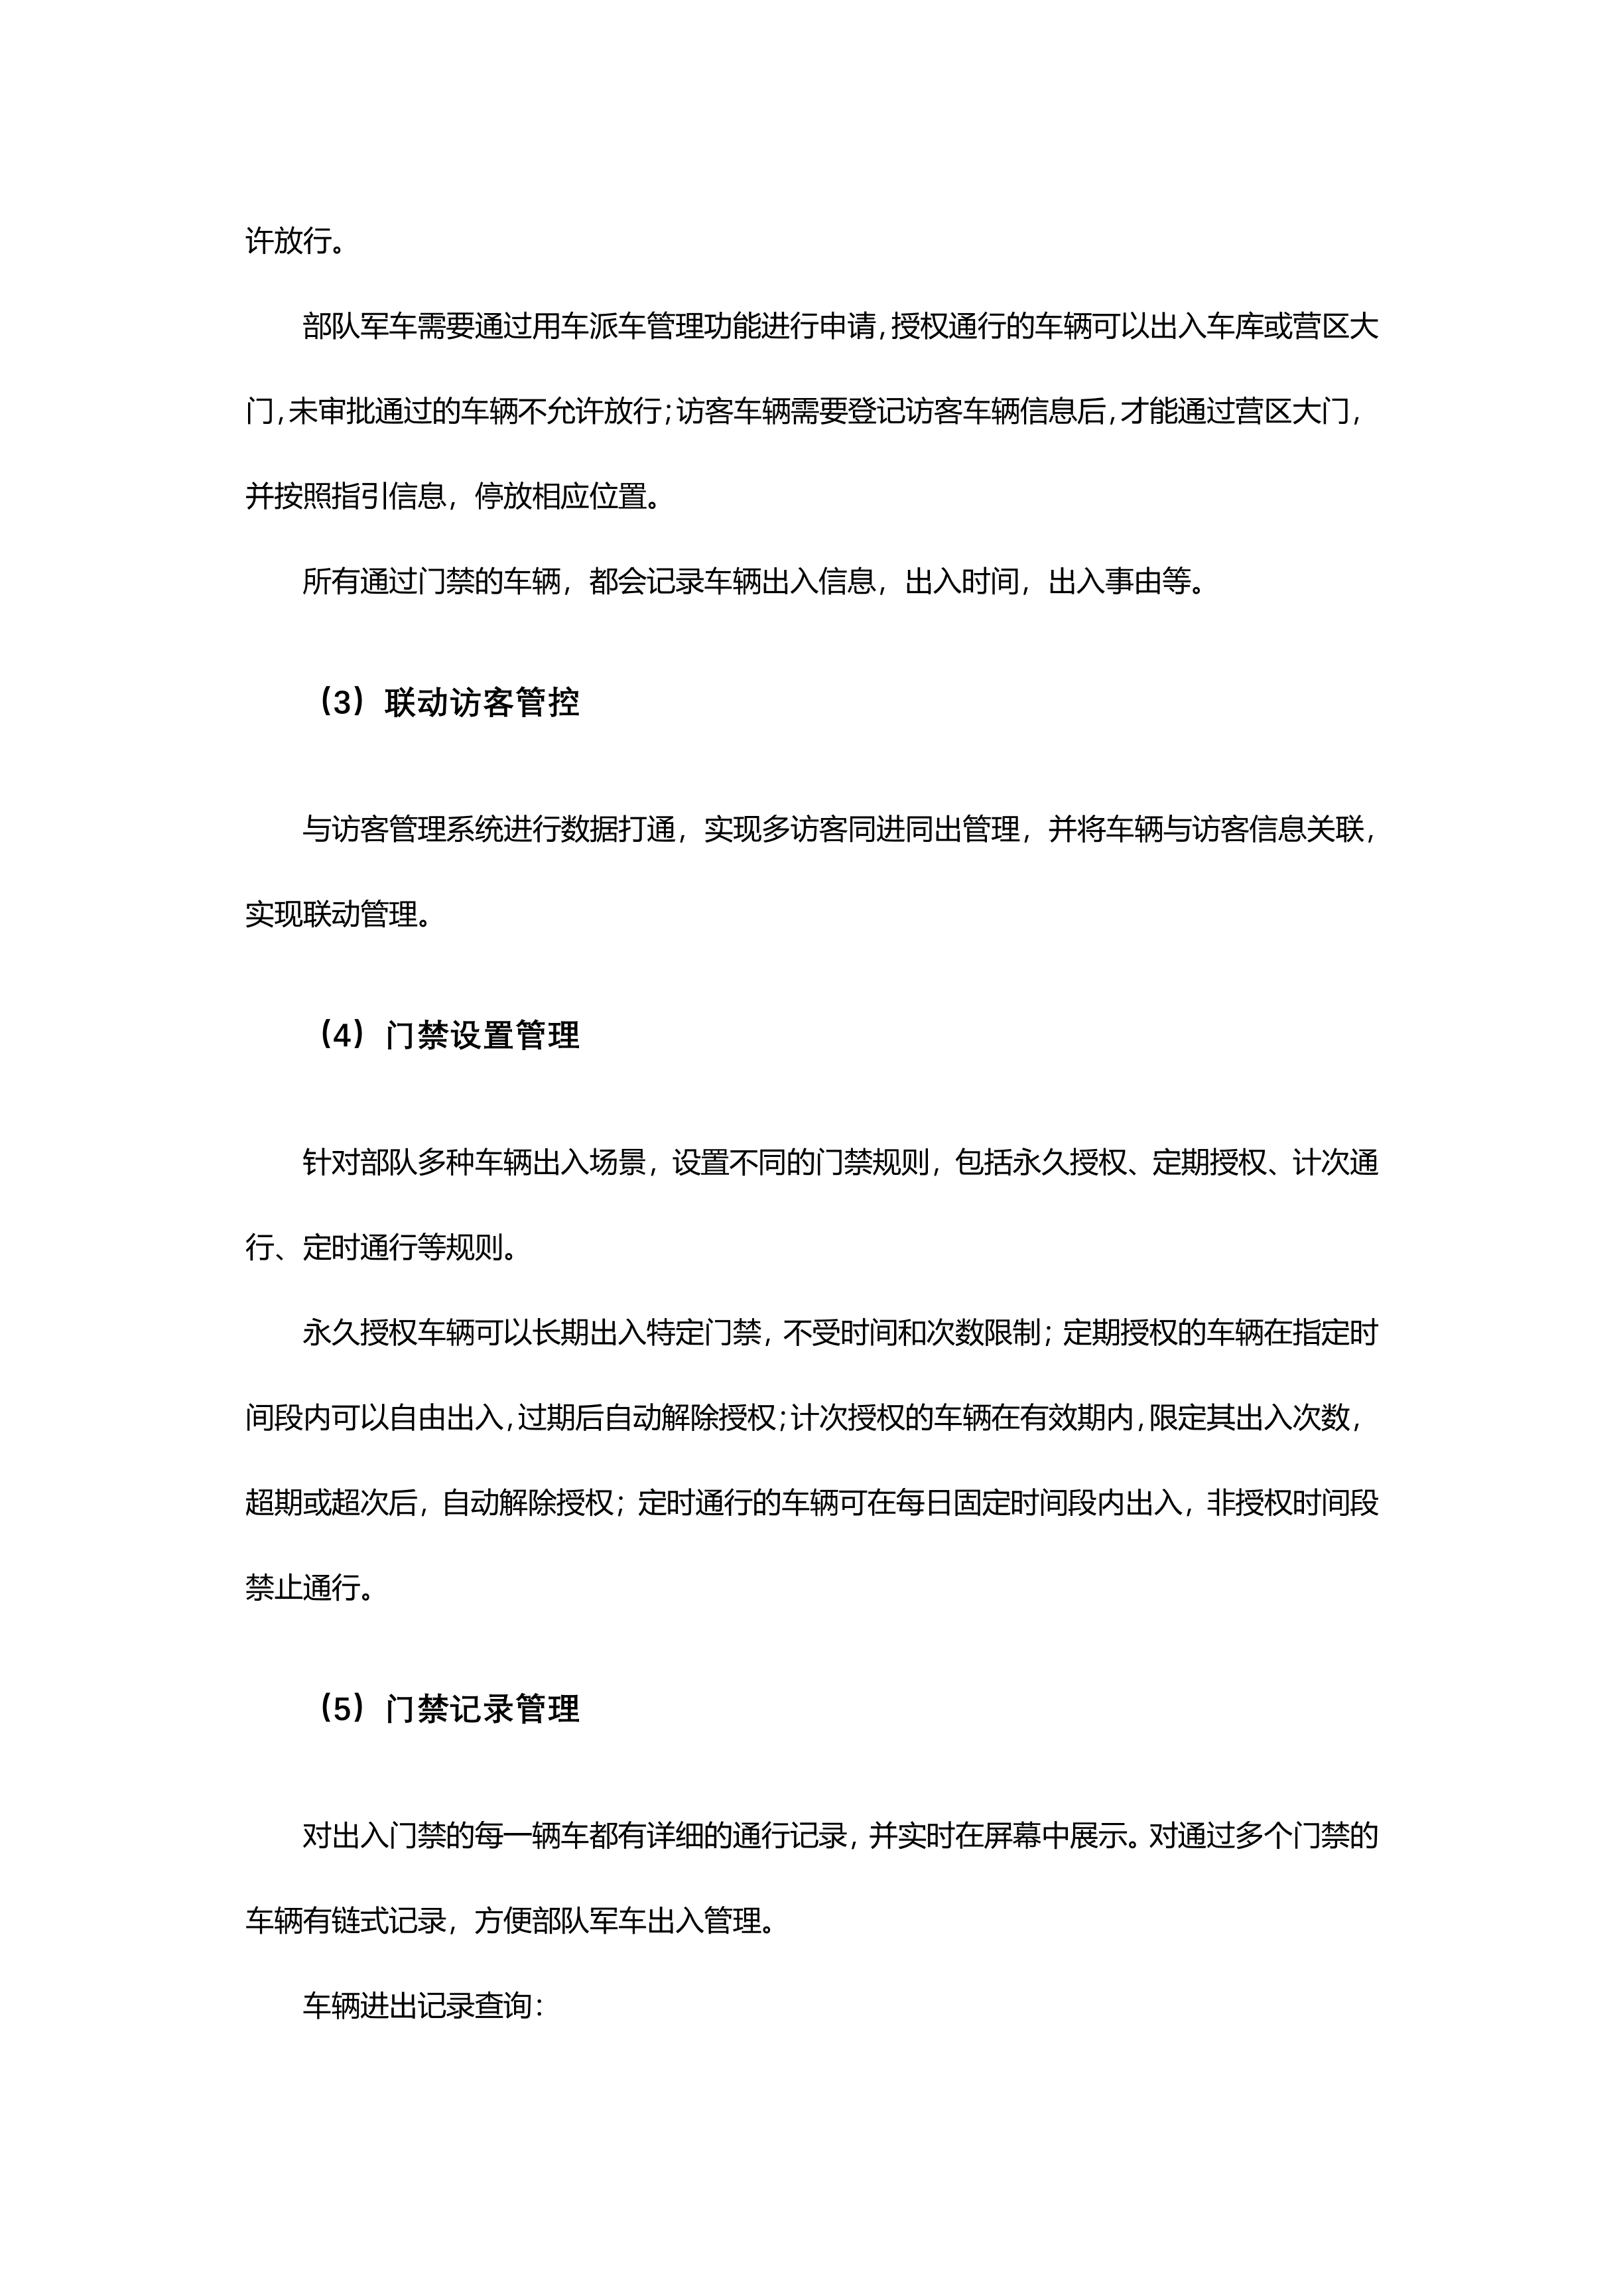 许放行。
部队军车需要通过用车派车管理功能进行申请，授权通行的车辆可以出入车库或营区大
门，未审批通过的车辆不允许放行；访客车辆需要登记访客车辆信息后，才能通过营区大门，
并按照指引信息，停放相应位置。
所有通过门禁的车辆，都会记录车辆出入信息，出入时间，出入事由等。
（3）联动访客管控
与访客管理系统进行数据打通，实现多访客同进同出管理，并将车辆与访客信息关联，
实现联动管理。
（4）门禁设置管理
针对部队多种车辆出入场景，设置不同的门禁规则，包括永久授权、定期授权、计次通
行、定时通行等规则。
永久授权车辆可以长期出入特定门禁，不受时间和次数限制；定期授权的车辆在指定时
间段内可以自由出入，过期后自动解除授权；计次授权的车辆在有效期内，限定其出入次数，
超期或超次后，自动解除授权；定时通行的车辆可在每日固定时间段内出入，非授权时间段
禁止通行。
（5）门禁记录管理
对出入门禁的每一辆车都有详细的通行记录，并实时在屏幕中展示。对通过多个门禁的
车辆有链式记录，方便部队军车出入管理。
车辆进出记录查询：